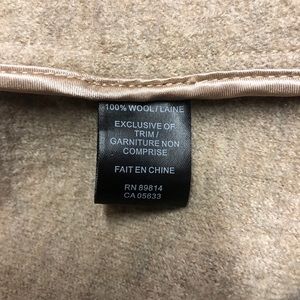 100% WOOL / LAINE
EXCLUSIVE OF
TRIM /
GARNITURE NON
COMPRISE
FAIT EN CHINE
RN 89814
CA 05633